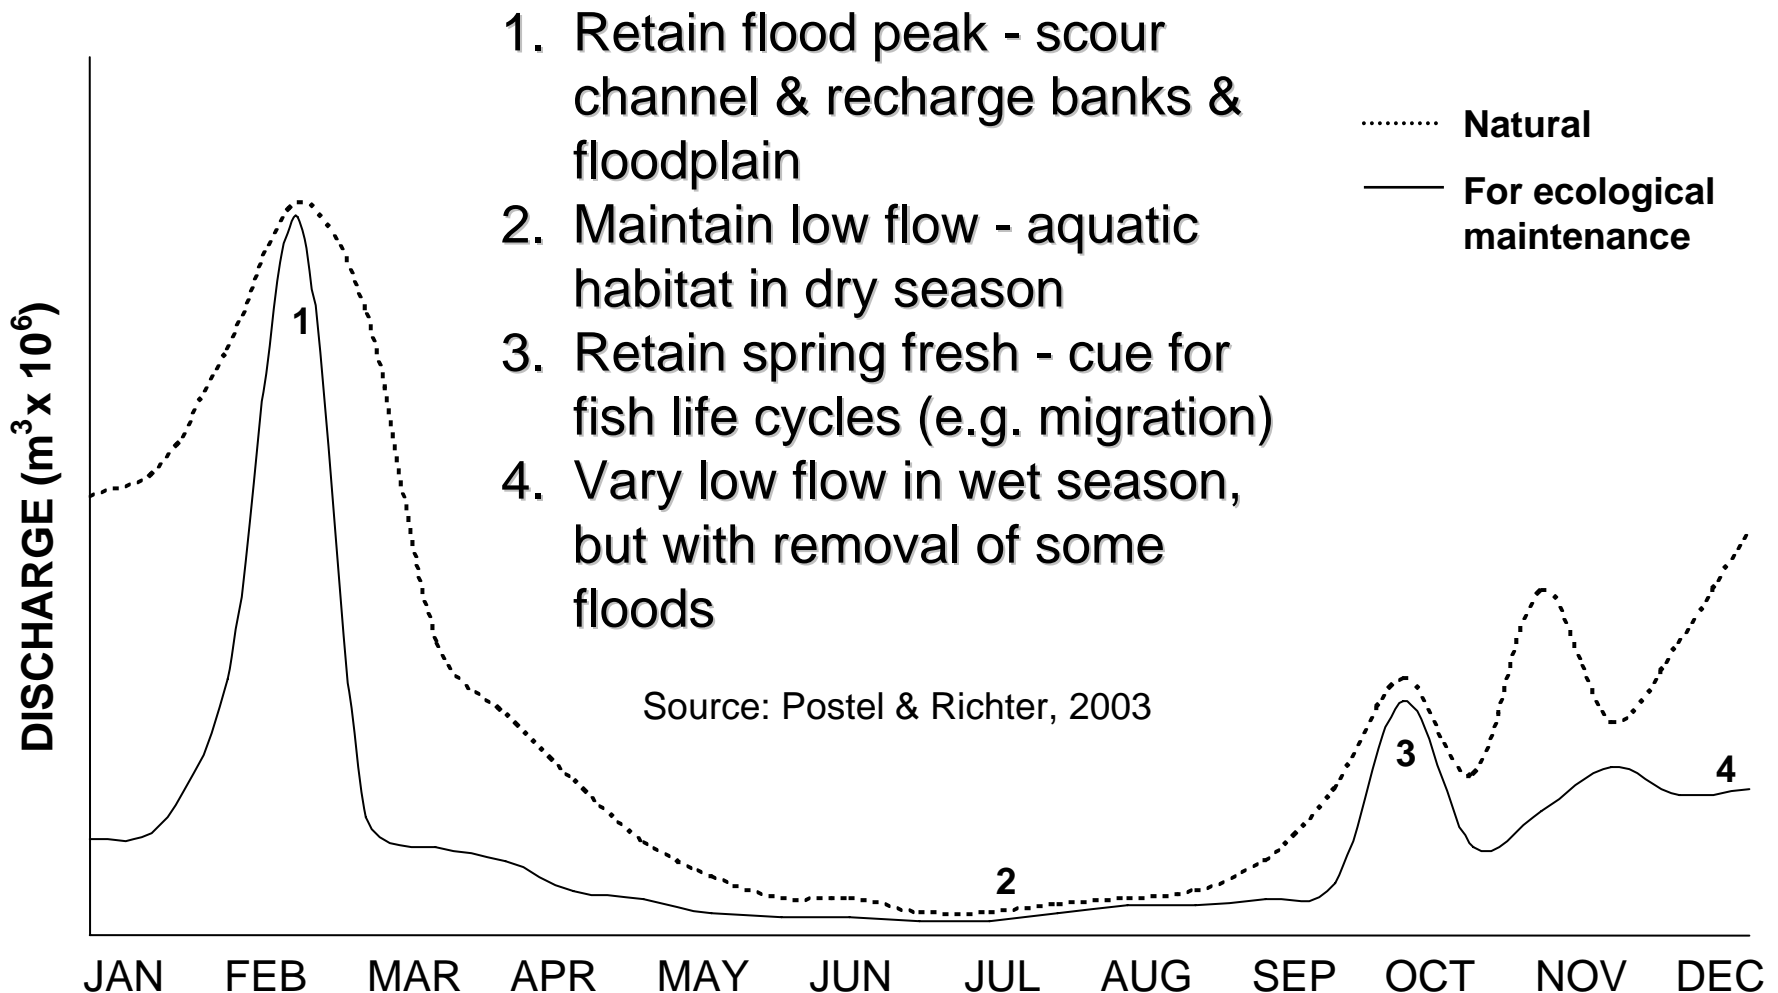 1. Retain flood peak - scour
channel & recharge banks &
floodplain
2. Maintain low flow - aquatic
habitat in dry season
3. Retain spring fresh - cue for
fish life cycles (e.g. migration)
4. Vary low flow in wet season,
but with removal of some
floods
Natural
For ecological
maintenance
Source: Postel & Richter, 2003
DISCHARGE (m³ x 10⁶)
1
2
3
4
JAN FEB MAR APR MAY JUN JUL AUG SEP OCT NOV DEC